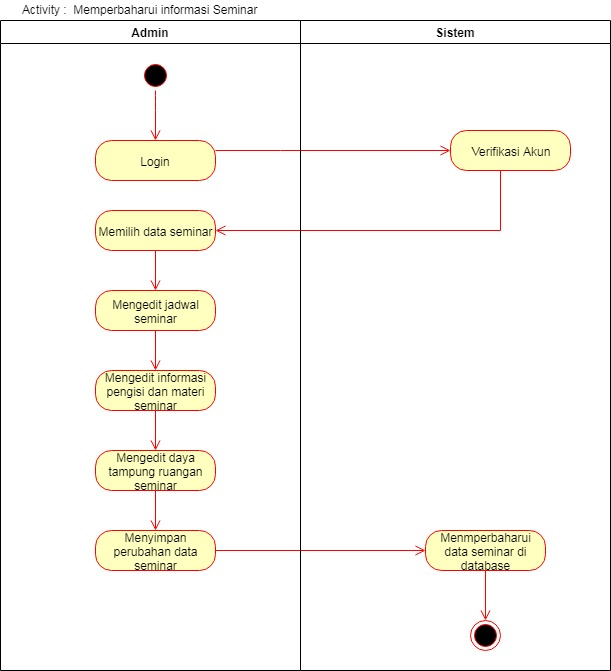 Activity :  Memperbaharui informasi Seminar
Admin
Sistem
Login
Verifikasi Akun
Memilih data seminar
Mengedit jadwal
seminar
Mengedit informasi
pengisi dan materi
seminar
Mengedit daya
tampung ruangan
seminar
Menyimpan
perubahan data
seminar
Menmperbaharui
data seminar di
database